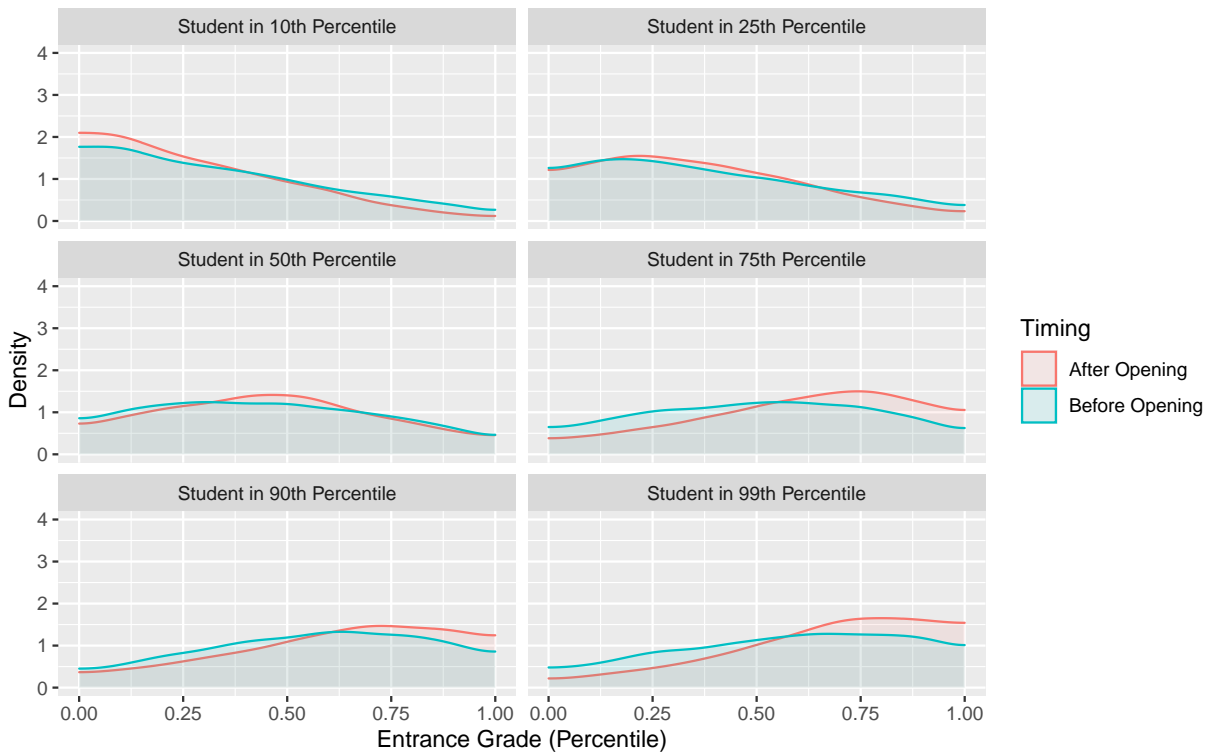 Student in 10th Percentile
Student in 25th Percentile
4
3
2
1
0
Student in 50th Percentile
Student in 75th Percentile
4
3
2
1
0
Student in 90th Percentile
Student in 99th Percentile
4
3
2
1
0
0.00 0.25 0.50 0.75 1.00
0.00 0.25 0.50 0.75 1.00
Entrance Grade (Percentile)
Density
Timing
After Opening
Before Opening